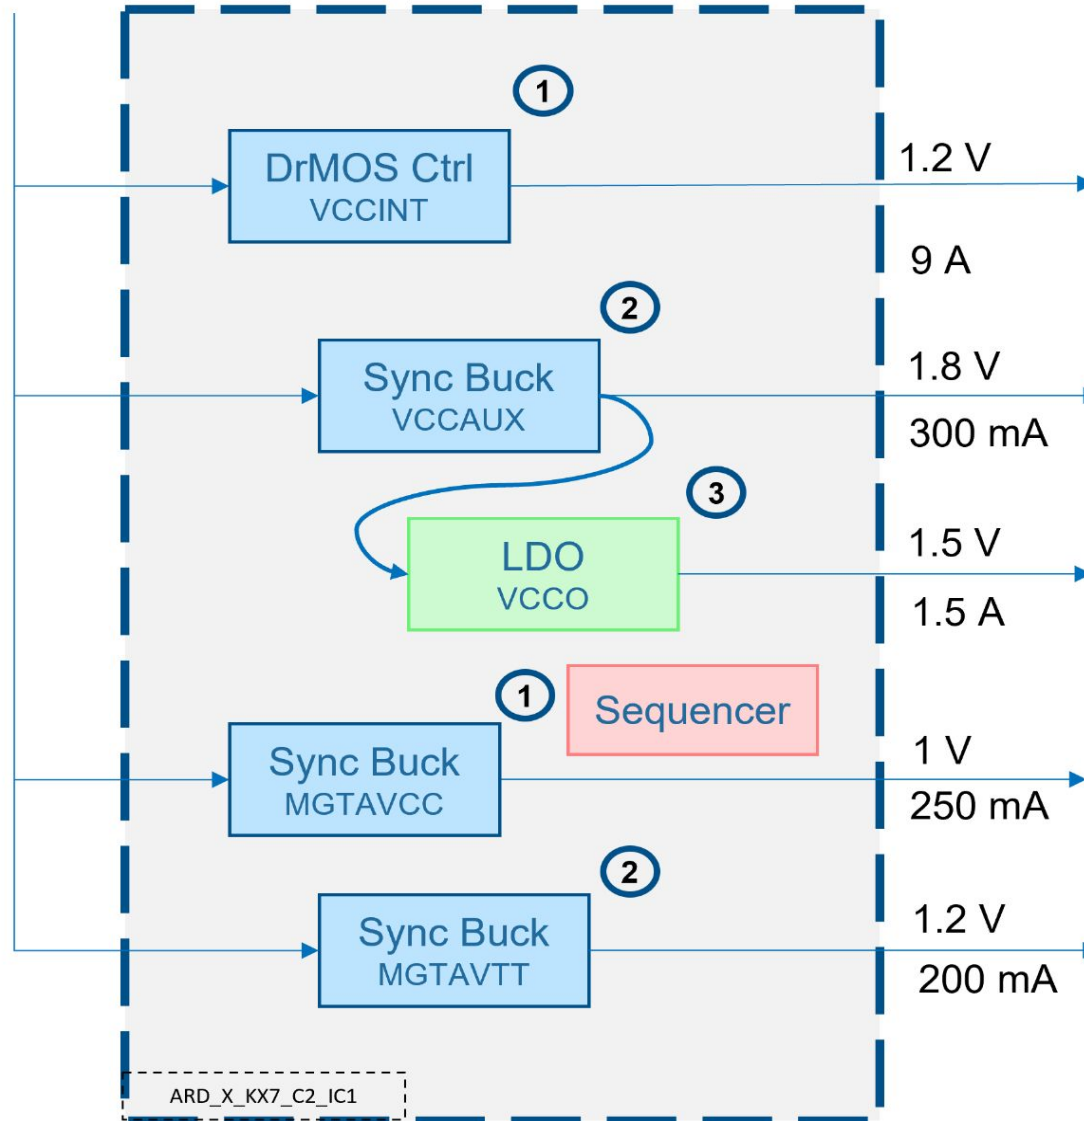 1
DrMOS Ctrl
VCCINT
1.2 V
9 A
2
Sync Buck
VCCAUX
1.8 V
300 mA
3
LDO
VCCO
1.5 V
1.5 A
1
Sequencer
Sync Buck
MGTAVCC
1 V
250 mA
2
Sync Buck
MGTAVTT
1.2 V
200 mA
ARD_X_KX7_C2_IC1